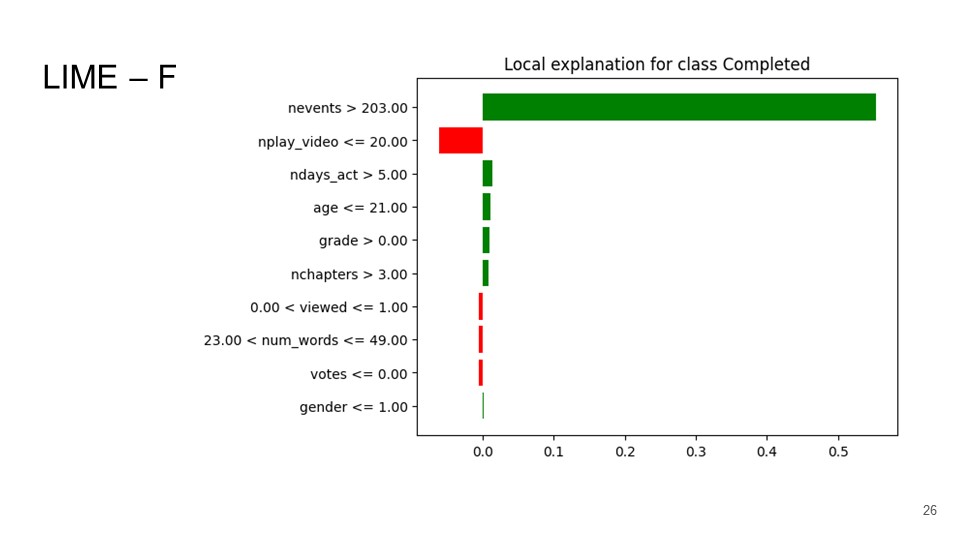 LIME – F
Local explanation for class Completed
nevents > 203.00
nplay_video <= 20.00
ndays_act > 5.00
age <= 21.00
grade > 0.00
nchapters > 3.00
0.00 < viewed <= 1.00
23.00 < num_words <= 49.00
votes <= 0.00
gender <= 1.00
0.0 0.1 0.2 0.3 0.4 0.5
26